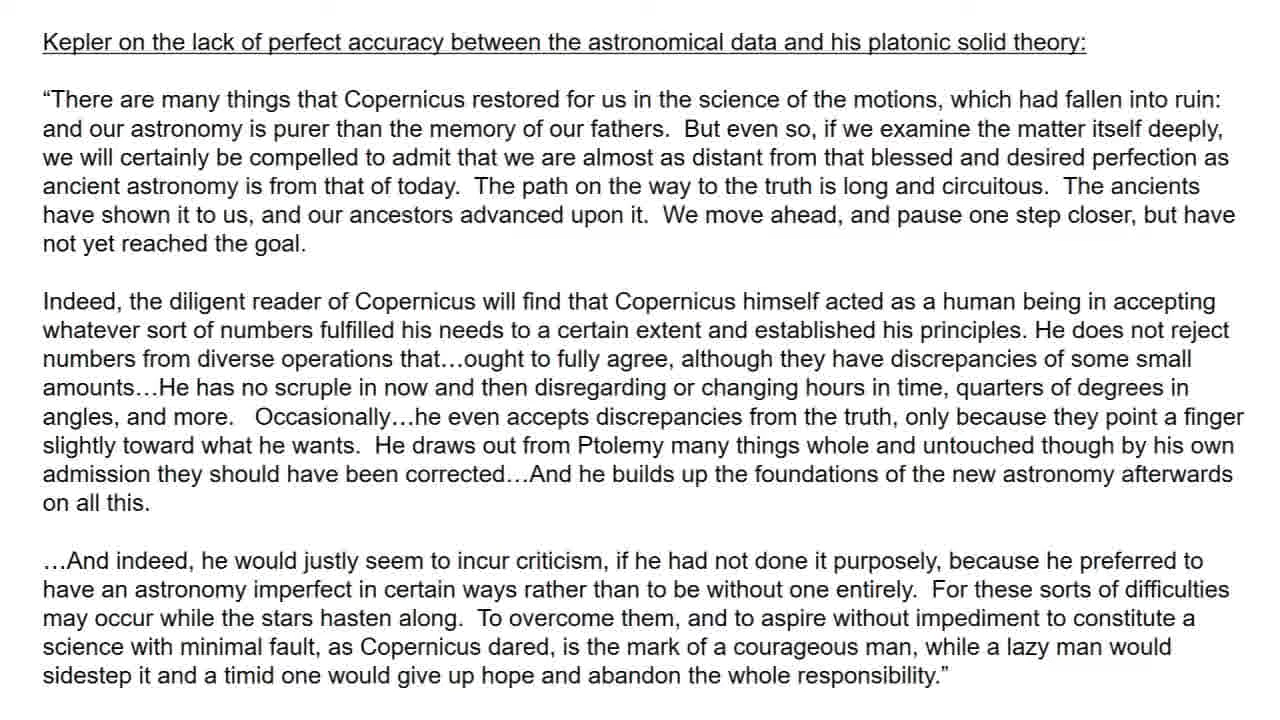 Kepler on the lack of perfect accuracy between the astronomical data and his platonic solid theory:
“There are many things that Copernicus restored for us in the science of the motions, which had fallen into ruin:
and our astronomy is purer than the memory of our fathers.  But even so, if we examine the matter itself deeply,
we will certainly be compelled to admit that we are almost as distant from that blessed and desired perfection as
ancient astronomy is from that of today.  The path on the way to the truth is long and circuitous.  The ancients
have shown it to us, and our ancestors advanced upon it.  We move ahead, and pause one step closer, but have
not yet reached the goal.
Indeed, the diligent reader of Copernicus will find that Copernicus himself acted as a human being in accepting
whatever sort of numbers fulfilled his needs to a certain extent and established his principles. He does not reject
numbers from diverse operations that…ought to fully agree, although they have discrepancies of some small
amounts…He has no scruple in now and then disregarding or changing hours in time, quarters of degrees in
angles, and more.   Occasionally…he even accepts discrepancies from the truth, only because they point a finger
slightly toward what he wants.  He draws out from Ptolemy many things whole and untouched though by his own
admission they should have been corrected…And he builds up the foundations of the new astronomy afterwards
on all this.
…And indeed, he would justly seem to incur criticism, if he had not done it purposely, because he preferred to
have an astronomy imperfect in certain ways rather than to be without one entirely.  For these sorts of difficulties
may occur while the stars hasten along.  To overcome them, and to aspire without impediment to constitute a
science with minimal fault, as Copernicus dared, is the mark of a courageous man, while a lazy man would
sidestep it and a timid one would give up hope and abandon the whole responsibility.”